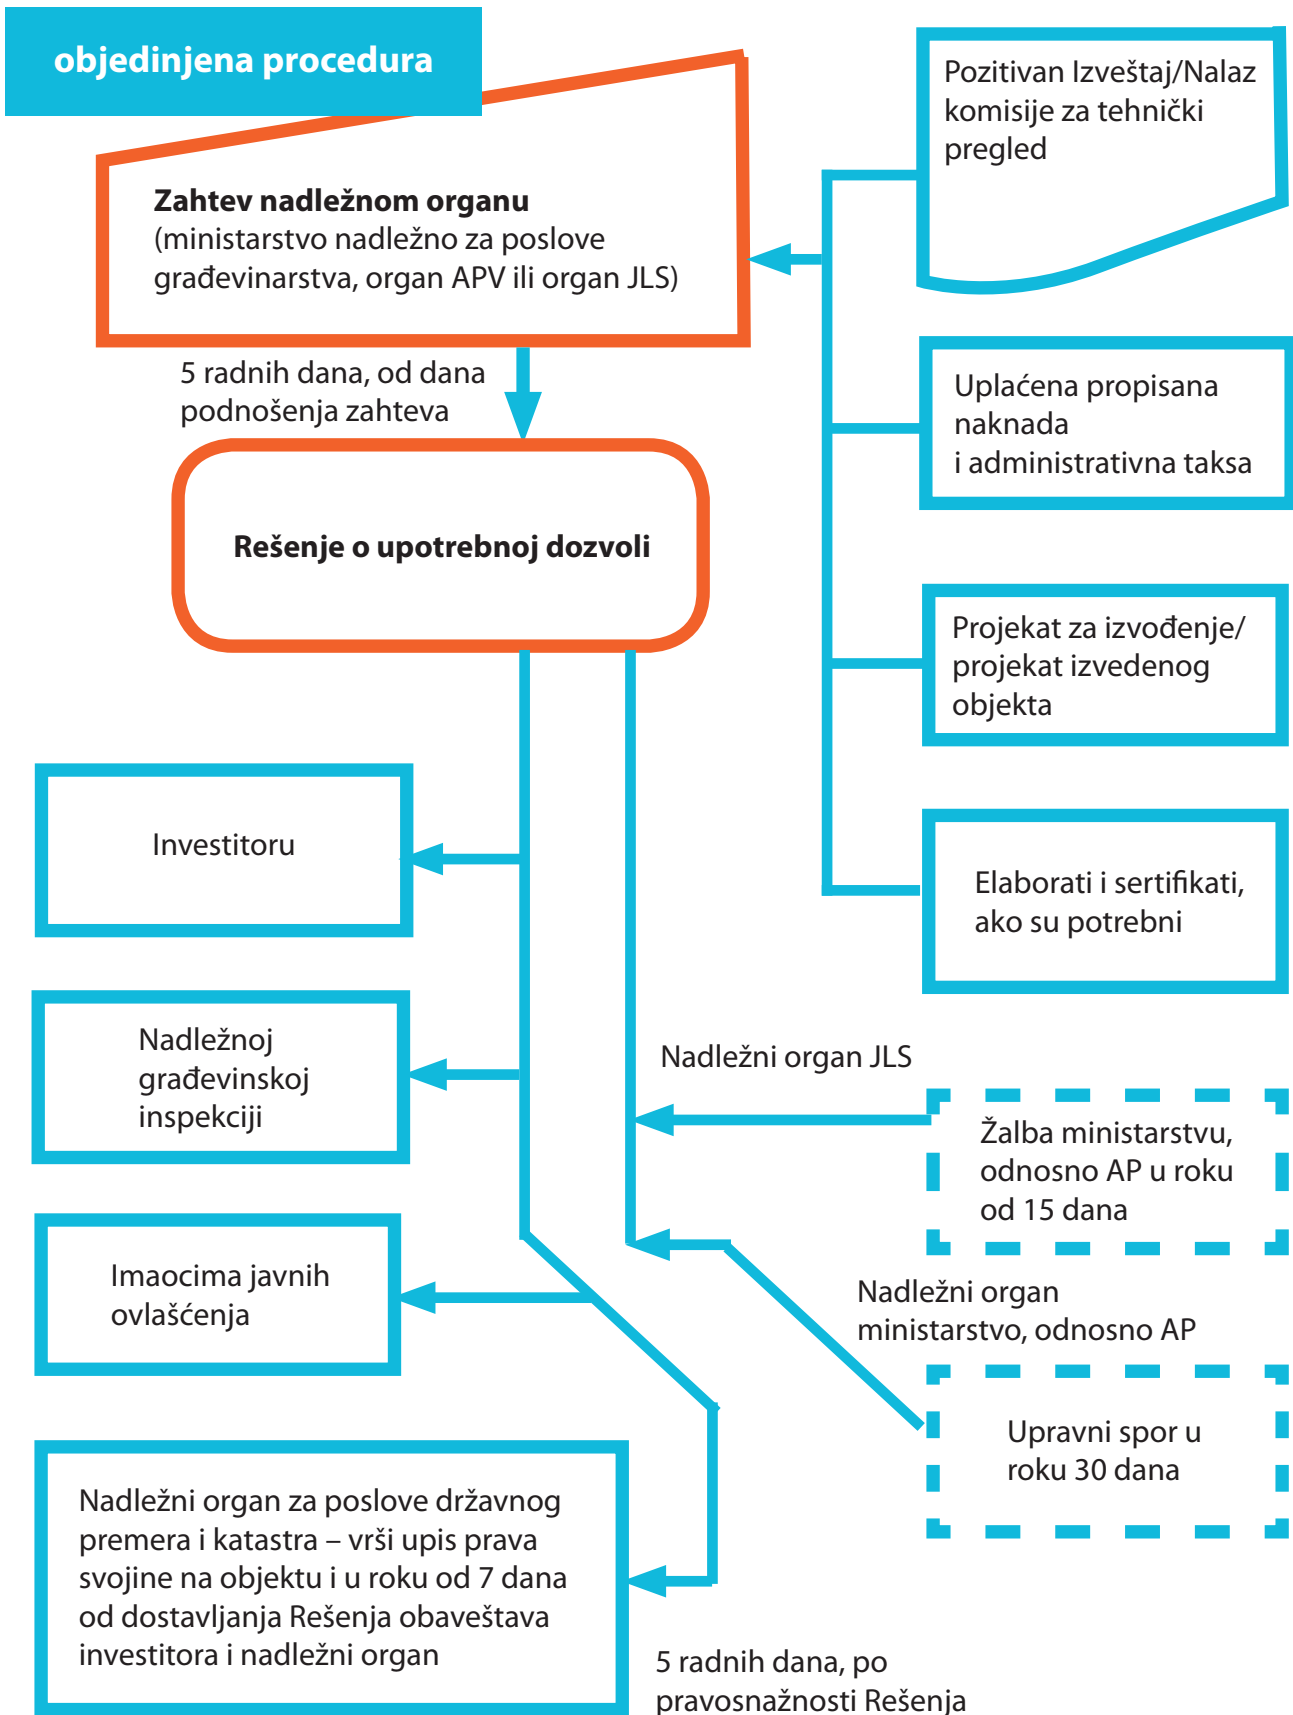 objedinjena procedura
Zahtev nadležnom organu
(ministarstvo nadležno za poslove
građevinarstva, organ APV ili organ JLS)
Pozitivan Izveštaj/Nalaz
komisije za tehnički
pregled
5 radnih dana, od dana
podnošenja zahteva
Uplaćena propisana
naknada
i administrativna taksa
Rešenje o upotrebnoj dozvoli
Projekat za izvođenje/
projekat izvedenog
objekta
Investitoru
Elaborati i sertifikati,
ako su potrebni
Nadležnoj
građevinskoj
inspekciji
Nadležni organ JLS
Žalba ministarstvu,
odnosno AP u roku
od 15 dana
Imaocima javnih
ovlašćenja
Nadležni organ
ministarstvo, odnosno AP
Upravni spor u
roku 30 dana
Nadležni organ za poslove državnog
premera i katastra – vrši upis prava
svojine na objektu i u roku od 7 dana
od dostavljanja Rešenja obaveštava
investitora i nadležni organ
5 radnih dana, po
pravosnažnosti Rešenja